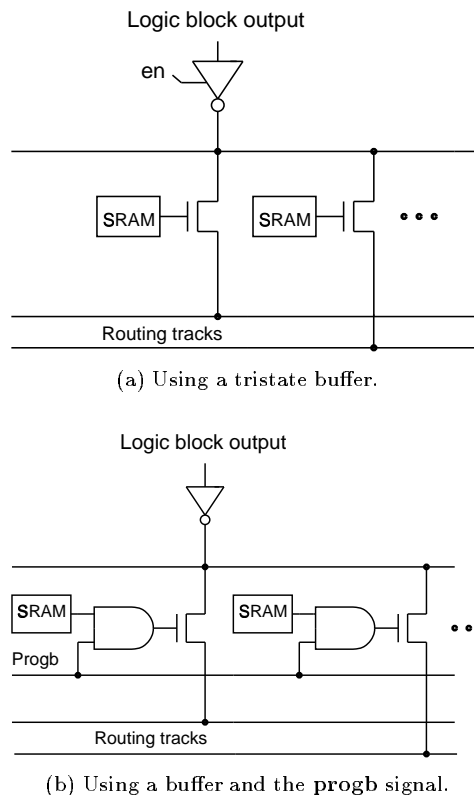 Logic block output
en
SRAM SRAM
Routing tracks
(a) Using a tristate buffer.
Logic block output
SRAM SRAM
Progb
Routing tracks
(b) Using a buffer and the progb signal.